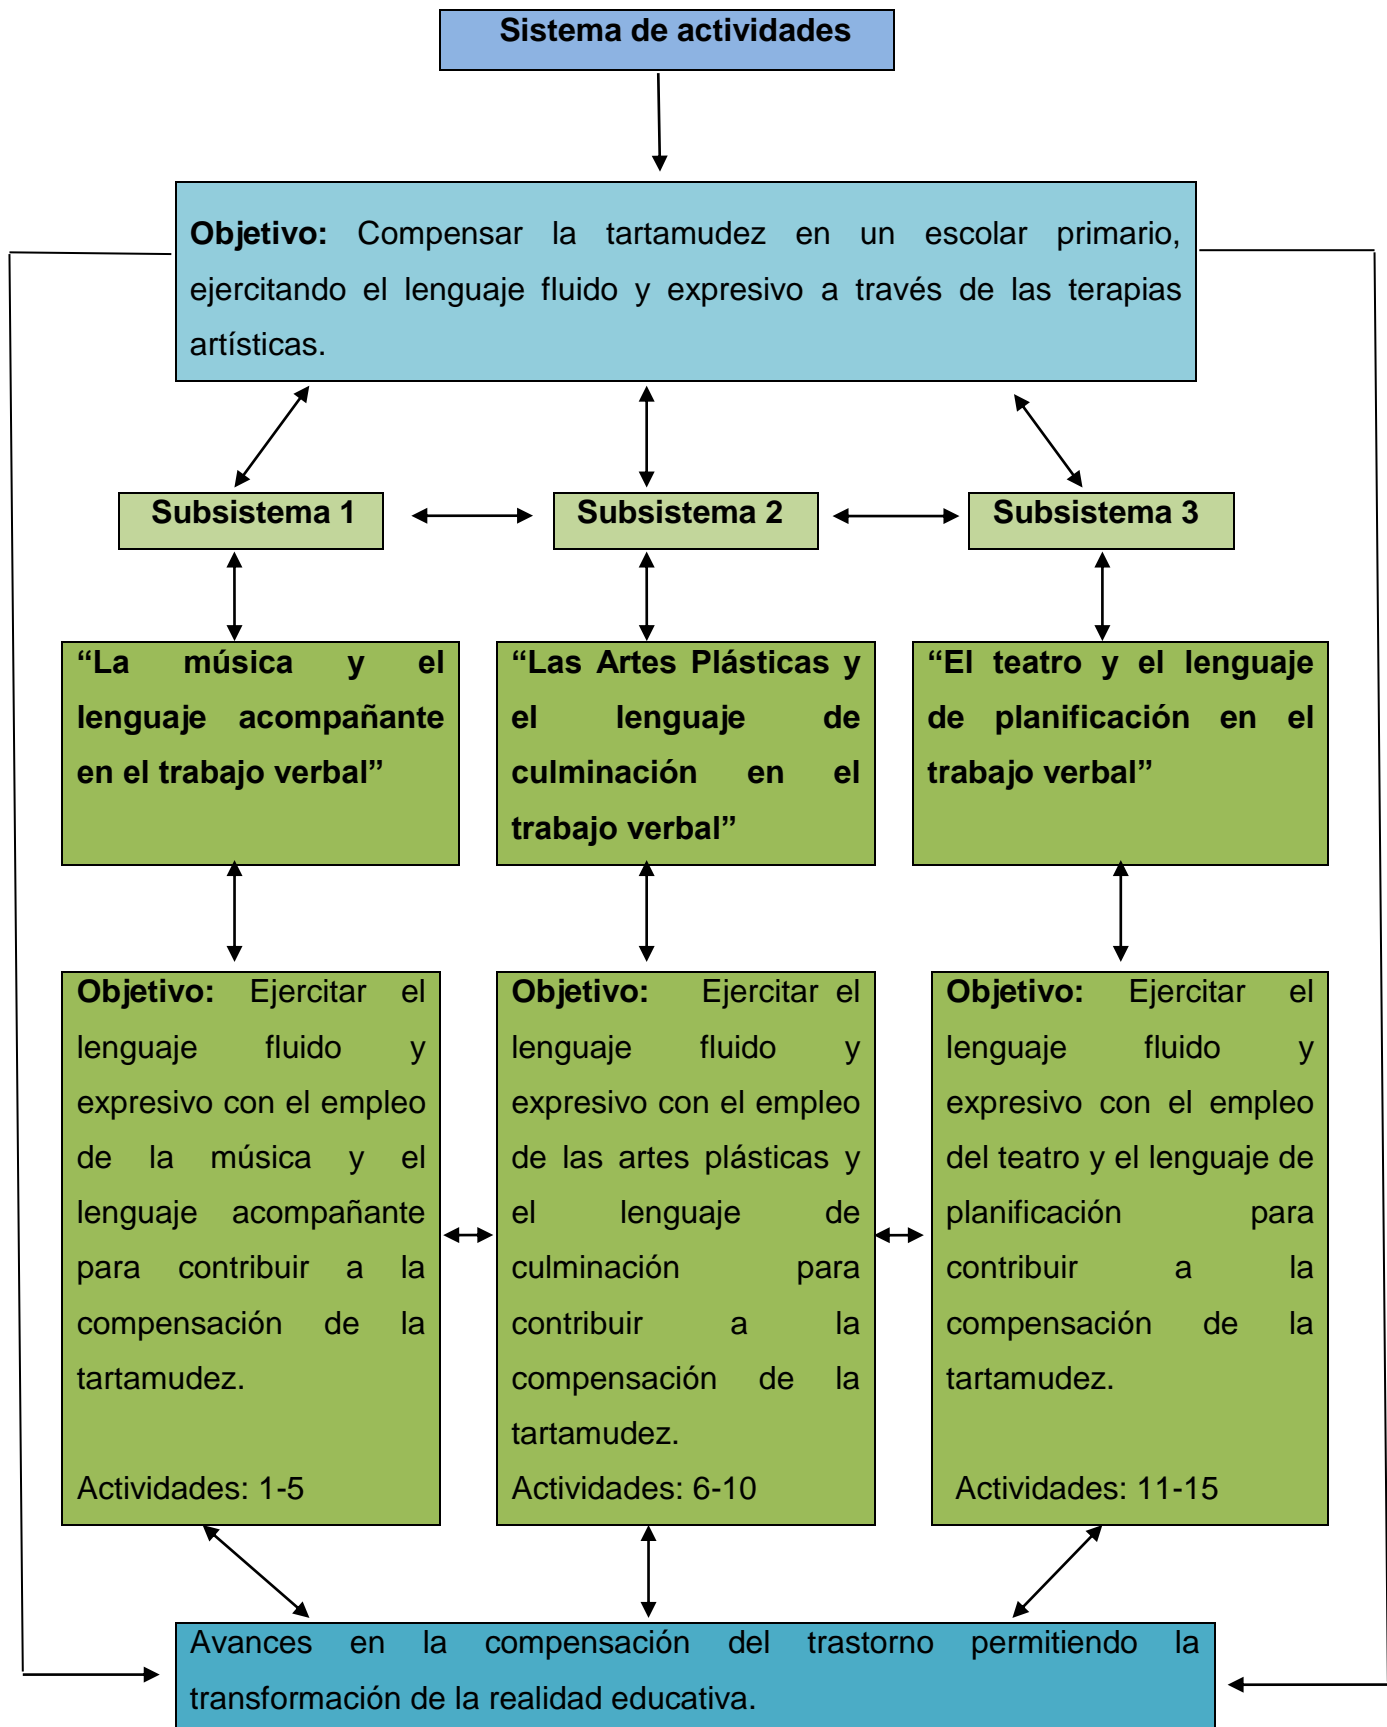 Sistema de actividades
Objetivo: Compensar la tartamudez en un escolar primario,
ejercitando el lenguaje fluido y expresivo a través de las terapias
artísticas.
Subsistema 1
Subsistema 2
Subsistema 3
“La música y el
lenguaje acompañante
en el trabajo verbal”
“Las Artes Plásticas y
el lenguaje de
culminación en el
trabajo verbal”
“El teatro y el lenguaje
de planificación en el
trabajo verbal”
Objetivo: Ejercitar el
lenguaje fluido y
expresivo con el empleo
de la música y el
lenguaje acompañante
para contribuir a la
compensación de la
tartamudez.
Actividades: 1-5
Objetivo: Ejercitar el
lenguaje fluido y
expresivo con el empleo
de las artes plásticas y
el lenguaje de
culminación para
contribuir a la
compensación de la
tartamudez.
Actividades: 6-10
Objetivo: Ejercitar el
lenguaje fluido y
expresivo con el empleo
del teatro y el lenguaje de
planificación para
contribuir a la
compensación de la
tartamudez.
Actividades: 11-15
Avances en la compensación del trastorno permitiendo la
transformación de la realidad educativa.